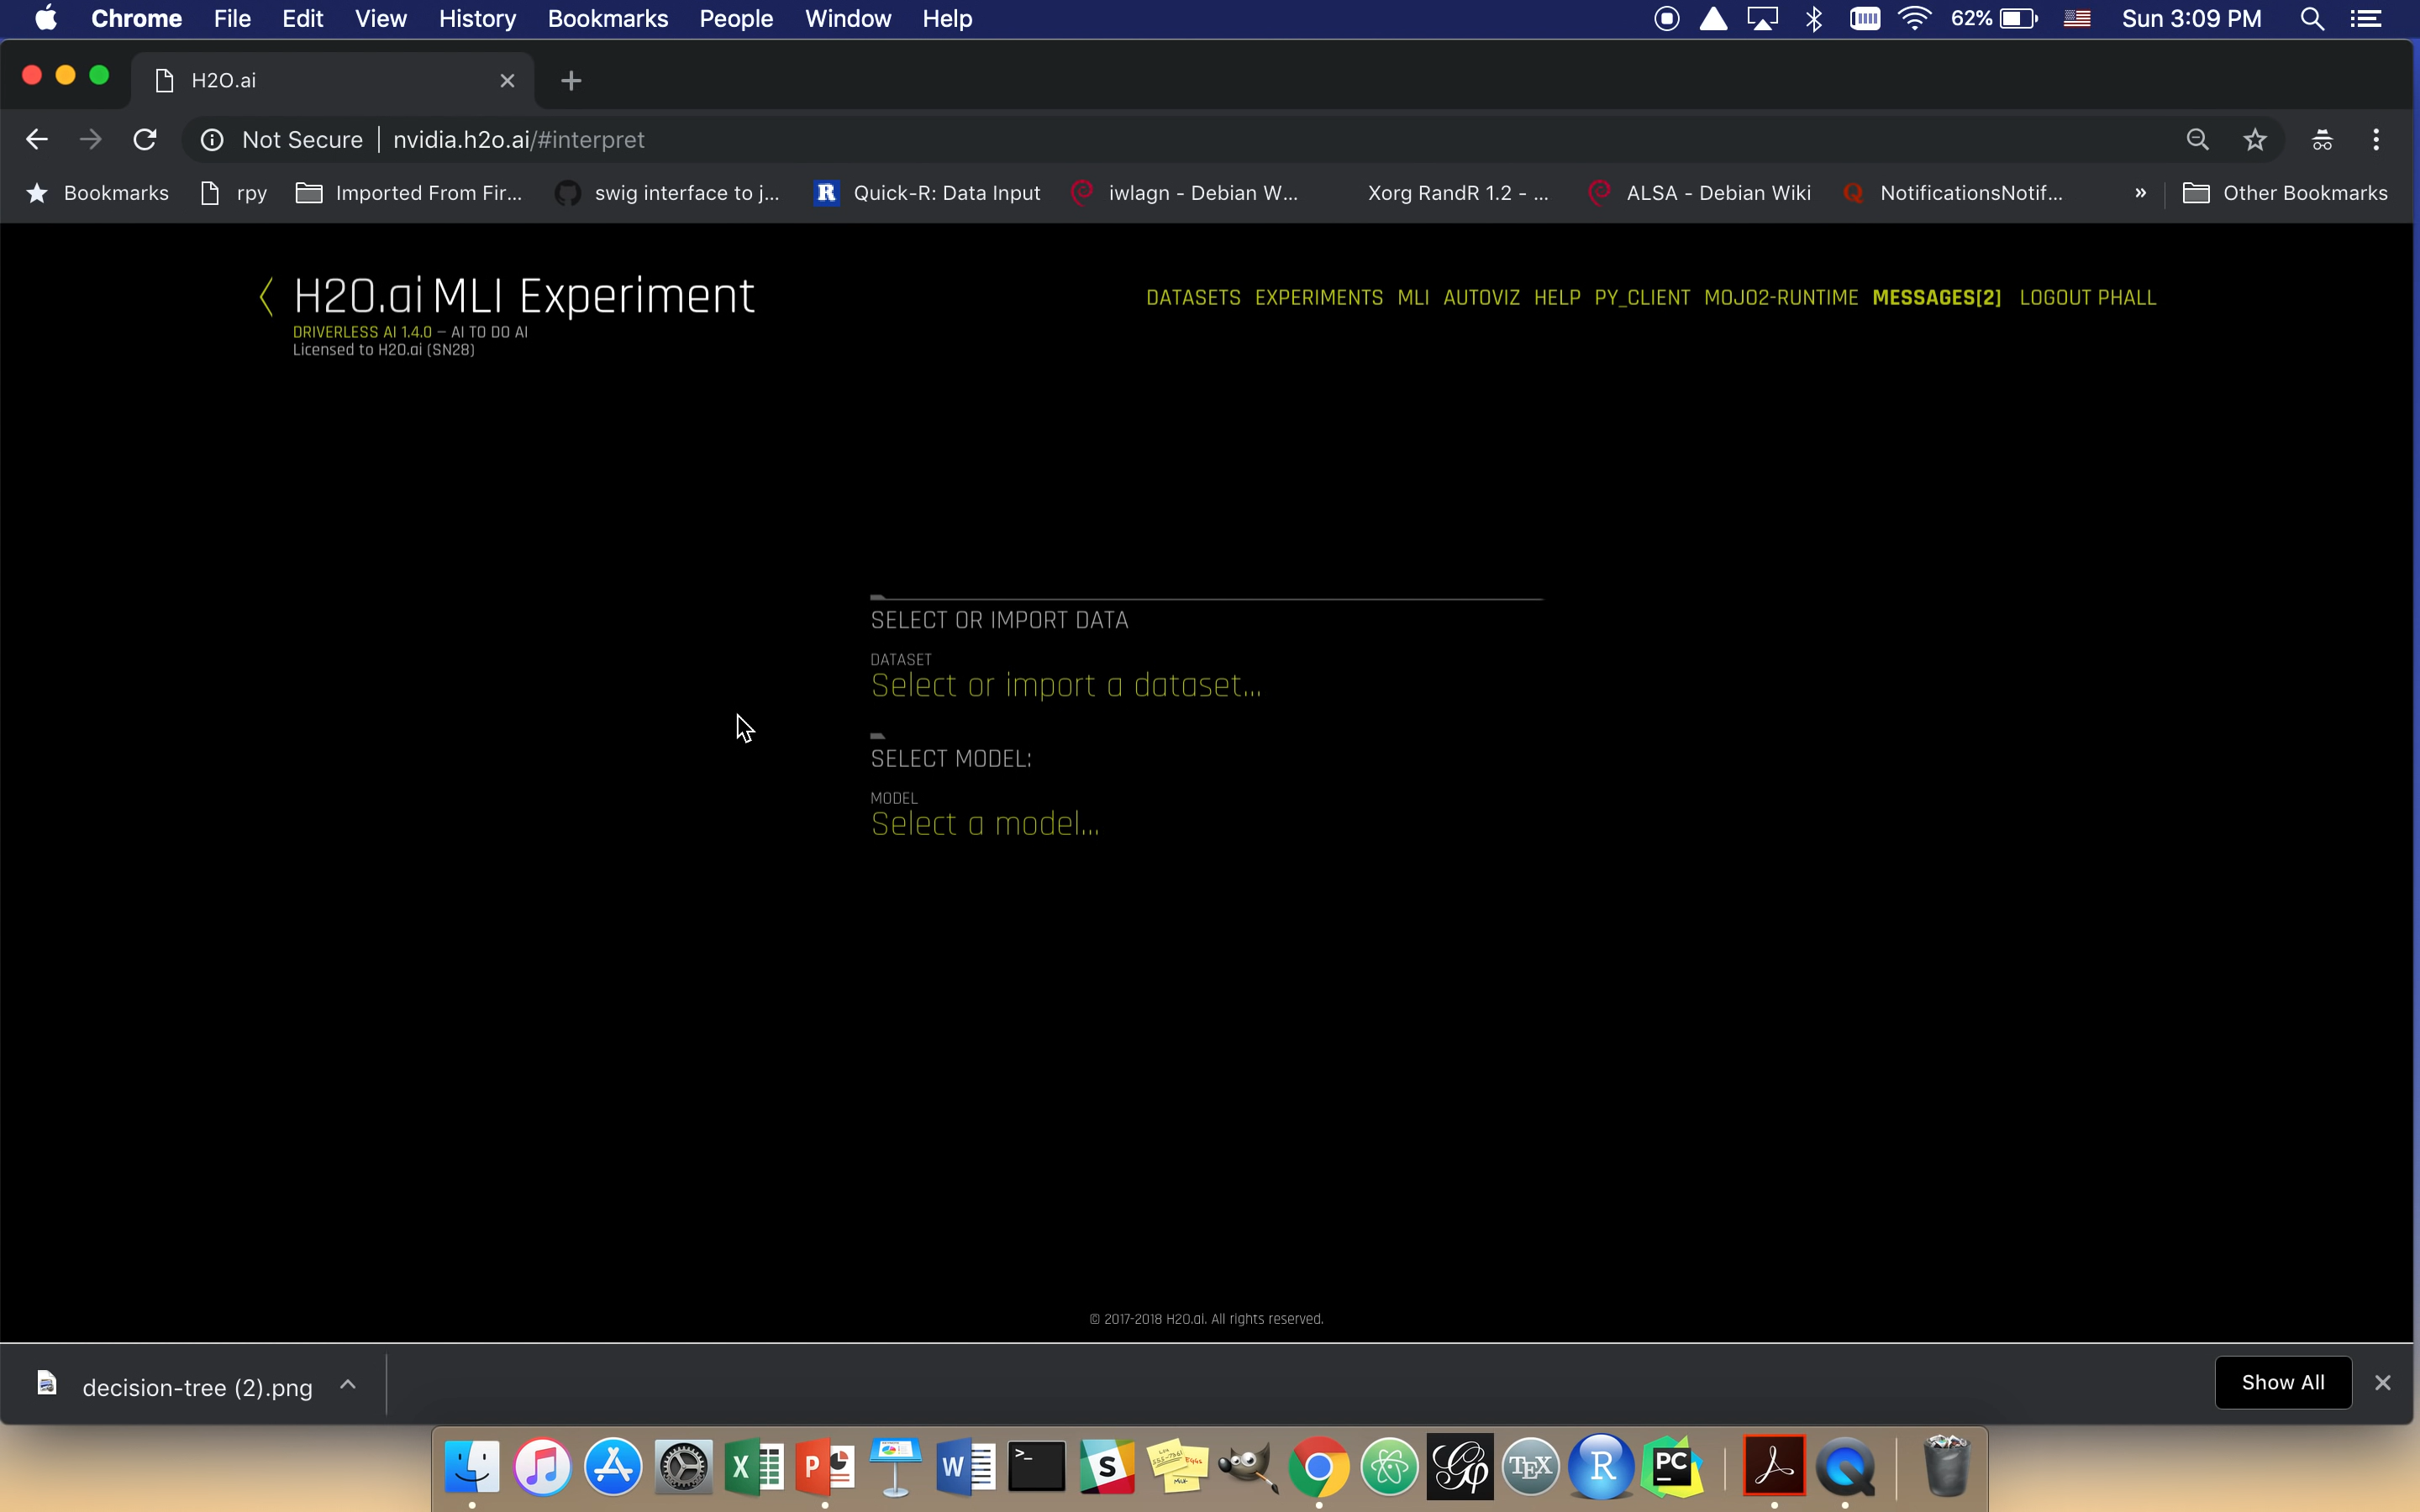 Chrome File Edit View History Bookmarks People Window Help 62% Sun 3:09 PM
H2O.ai
Not Secure nvidia.h2o.ai/#interpret
Bookmarks rpy Imported From Fir... swig interface to j... R Quick-R: Data Input iwlagn - Debian W... Xorg RandR 1.2 - ... ALSA - Debian Wiki NotificationsNotif... » Other Bookmarks
H2O.ai MLI Experiment
DATASETS EXPERIMENTS MLI AUTOVIZ HELP PY_CLIENT MOJO2-RUNTIME MESSAGES[2] LOGOUT PHALL
DRIVERLESS AI 1.4.0 — AI TO DO AI
Licensed to H2O.ai (SN28)
SELECT OR IMPORT DATA
DATASET
Select or import a dataset...
SELECT MODEL:
MODEL
Select a model...
© 2017-2018 H2O.ai. All rights reserved.
decision-tree (2).png Show All
X P W >_ S TEX R PC